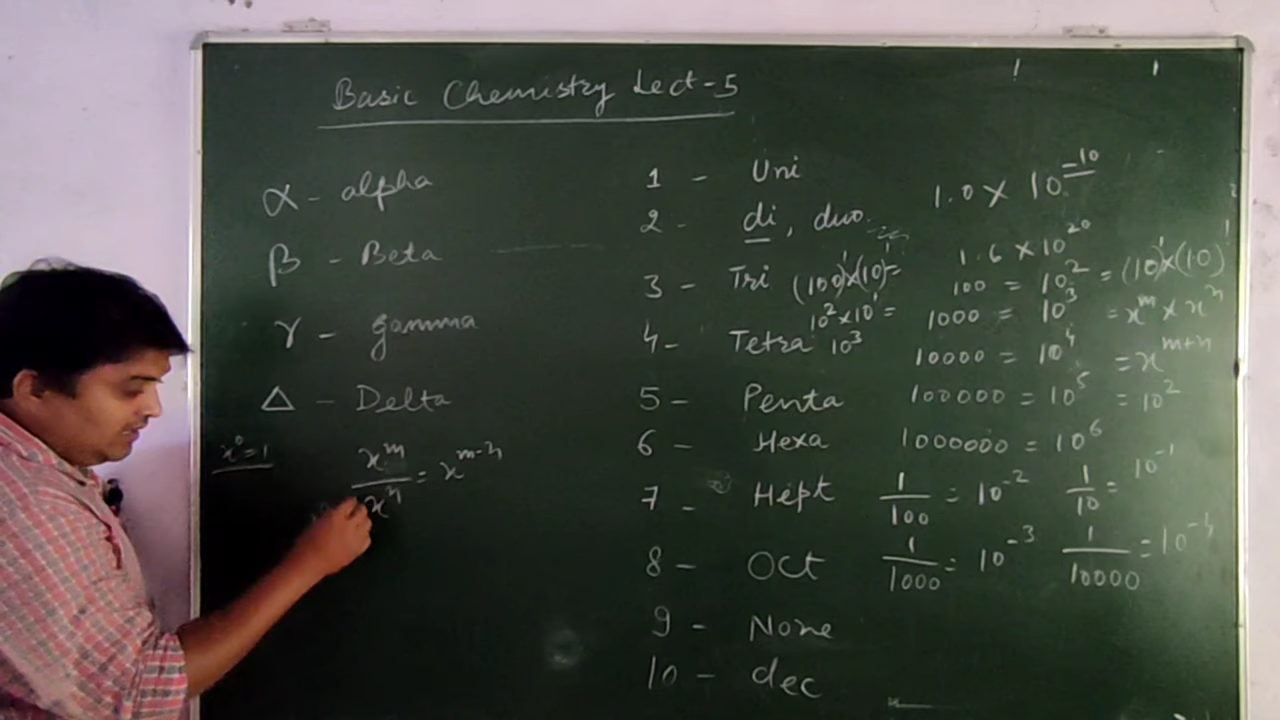 Basic Chemistry Lect-5
α - alpha
β - Beta
γ - gamma
Δ - Delta
x⁰ = 1
xᵐ/xⁿ = xᵐ⁻ⁿ
1 - Uni
2 - di, duo
3 - Tri
4 - Tetra
5 - Penta
6 - Hexa
7 - Hept
8 - Oct
9 - None
10 - dec
1.0 × 10⁻¹⁰
1.6 × 10²⁰
(100)¹×(10)¹ = 100 = 10² = (10)¹×(10)¹
10²×10¹ = 1000 = 10³ = xᵐ × xⁿ
10³ 10000 = 10⁴ = xᵐ⁺ⁿ
100000 = 10⁵ = 10²
1000000 = 10⁶
1/100 = 10⁻² 1/10 = 10⁻¹
1/1000 = 10⁻³ 1/10000 = 10⁻⁴